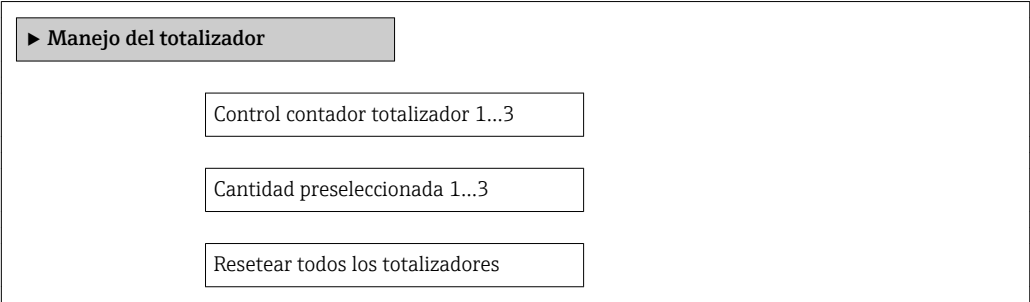 ► Manejo del totalizador
Control contador totalizador 1…3
Cantidad preseleccionada 1…3
Resetear todos los totalizadores